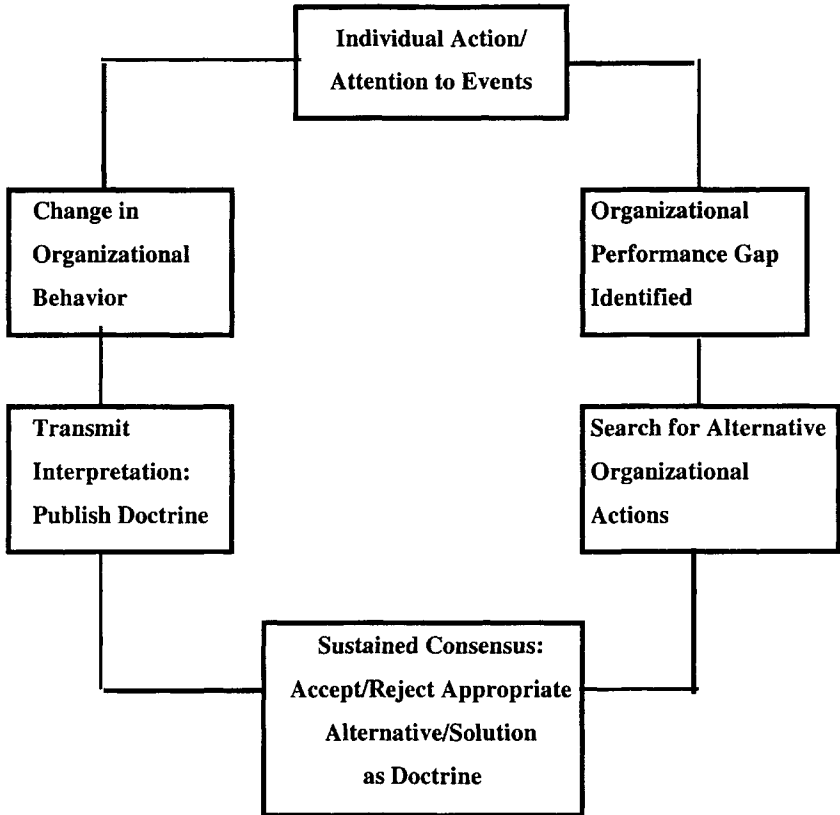 Individual Action/
Attention to Events
Change in
Organizational
Behavior
Organizational
Performance Gap
Identified
Transmit
Interpretation:
Publish Doctrine
Search for Alternative
Organizational
Actions
Sustained Consensus:
Accept/Reject Appropriate
Alternative/Solution
as Doctrine